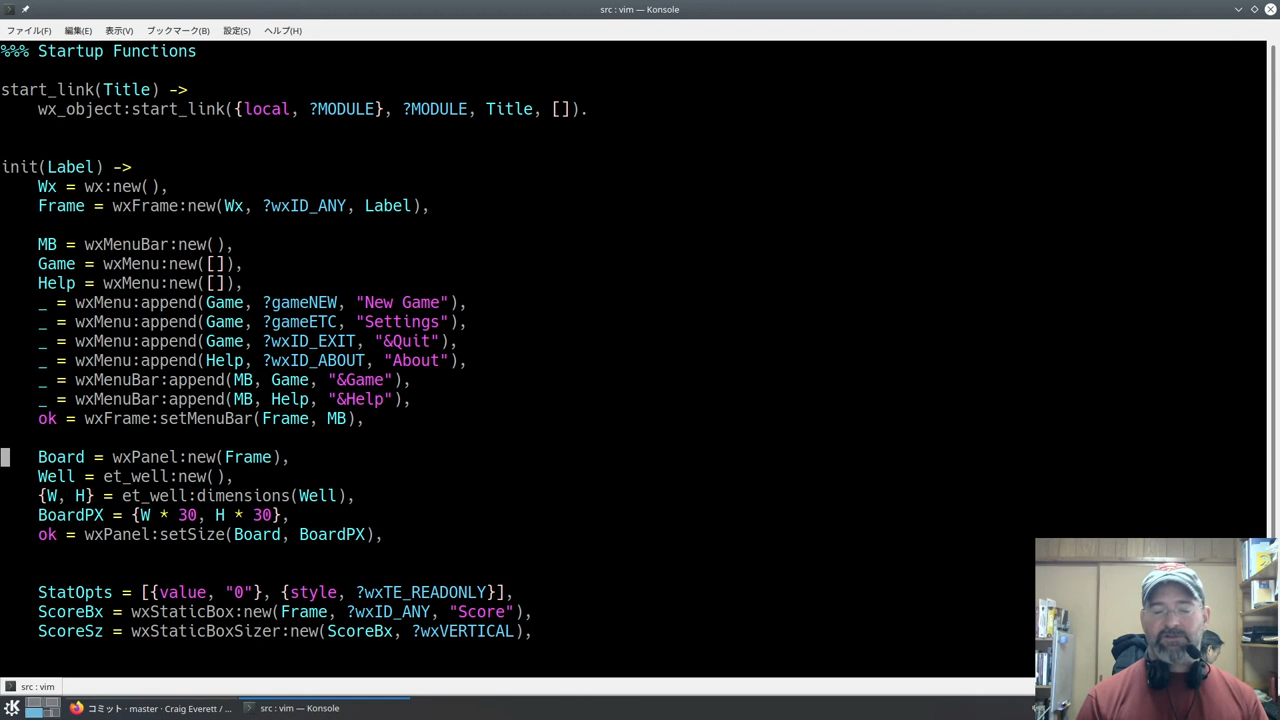 src : vim — Konsole
ファイル(F) 編集(E) 表示(V) ブックマーク(B) 設定(S) ヘルプ(H)
%%% Startup Functions
start_link(Title) ->
wx_object:start_link({local, ?MODULE}, ?MODULE, Title, []).
init(Label) ->
Wx = wx:new(),
Frame = wxFrame:new(Wx, ?wxID_ANY, Label),
MB = wxMenuBar:new(),
Game = wxMenu:new([]),
Help = wxMenu:new([]),
_ = wxMenu:append(Game, ?gameNEW, "New Game"),
_ = wxMenu:append(Game, ?gameETC, "Settings"),
_ = wxMenu:append(Game, ?wxID_EXIT, "&Quit"),
_ = wxMenu:append(Help, ?wxID_ABOUT, "About"),
_ = wxMenuBar:append(MB, Game, "&Game"),
_ = wxMenuBar:append(MB, Help, "&Help"),
ok = wxFrame:setMenuBar(Frame, MB),
Board = wxPanel:new(Frame),
Well = et_well:new(),
{W, H} = et_well:dimensions(Well),
BoardPX = {W * 30, H * 30},
ok = wxPanel:setSize(Board, BoardPX),
StatOpts = [{value, "0"}, {style, ?wxTE_READONLY}],
ScoreBx = wxStaticBox:new(Frame, ?wxID_ANY, "Score"),
ScoreSz = wxStaticBoxSizer:new(ScoreBx, ?wxVERTICAL),
src : vim
コミット · master · Craig Everett / ... src : vim — Konsole